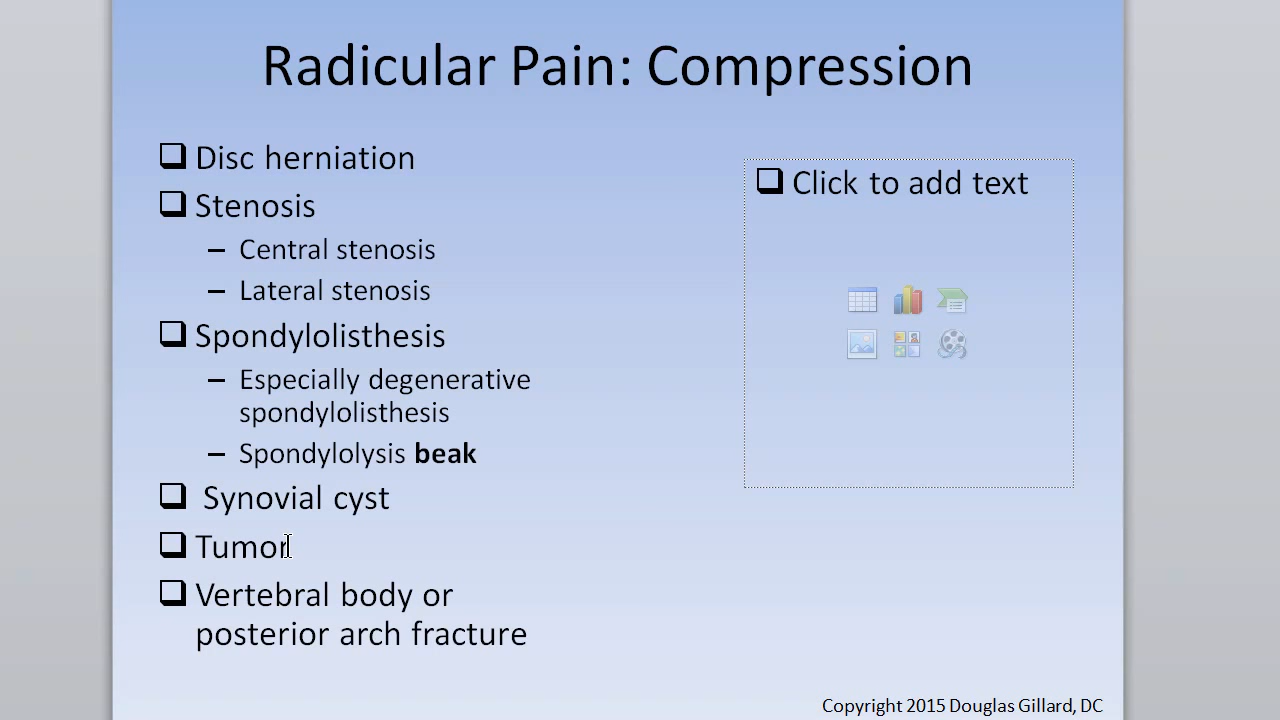 Radicular Pain: Compression
❑ Disc herniation
❑ Stenosis
– Central stenosis
– Lateral stenosis
❑ Spondylolisthesis
– Especially degenerative
spondylolisthesis
– Spondylolysis beak
❑ Synovial cyst
❑ Tumor
❑ Vertebral body or
posterior arch fracture
❑ Click to add text
Copyright 2015 Douglas Gillard, DC